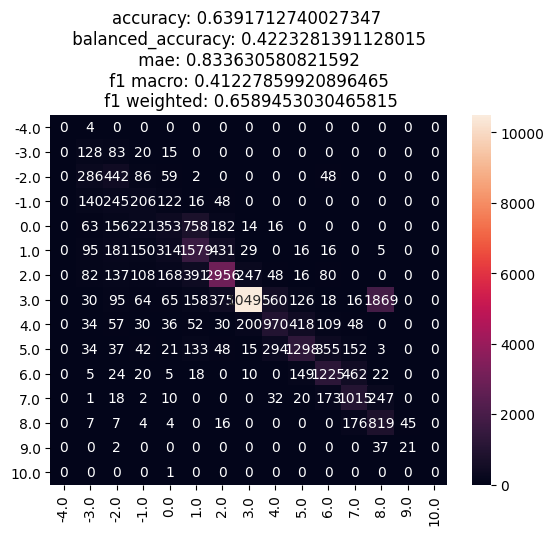 accuracy: 0.6391712740027347
balanced_accuracy: 0.4223281391128015
mae: 0.833630580821592
f1 macro: 0.41227859920896465
f1 weighted: 0.6589453030465815
-4.0 0 4 0 0 0 0 0 0 0 0 0 0 0 0 0
-3.0 0 128 83 20 15 0 0 0 0 0 0 0 0 0 0
-2.0 0 286 442 86 59 2 0 0 0 0 48 0 0 0 0
-1.0 0 140 245 206 122 16 48 0 0 0 0 0 0 0 0
0.0 0 63 156 221 353 758 182 14 16 0 0 0 0 0 0
1.0 0 95 181 150 314 1579 431 29 0 16 16 0 5 0 0
2.0 0 82 137 108 168 391 2956 247 48 16 80 0 0 0 0
3.0 0 30 95 64 65 158 375 560 126 18 16 1869 0 0
4.0 0 34 57 30 36 52 30 200 970 418 109 48 0 0 0
5.0 0 34 37 42 21 133 48 15 294 1298 855 152 3 0 0
6.0 0 5 24 20 5 18 0 10 0 149 1225 462 22 0 0
7.0 0 1 18 2 10 0 0 0 32 20 173 1015 247 0 0
8.0 0 7 7 4 4 0 16 0 0 0 0 176 819 45 0
9.0 0 0 2 0 0 0 0 0 0 0 0 0 37 21 0
10.0 0 0 0 0 1 0 0 0 0 0 0 0 0 0 0
-4.0 -3.0 -2.0 -1.0 0.0 1.0 2.0 3.0 4.0 5.0 6.0 7.0 8.0 9.0 10.0
10000
8000
6000
4000
2000
0